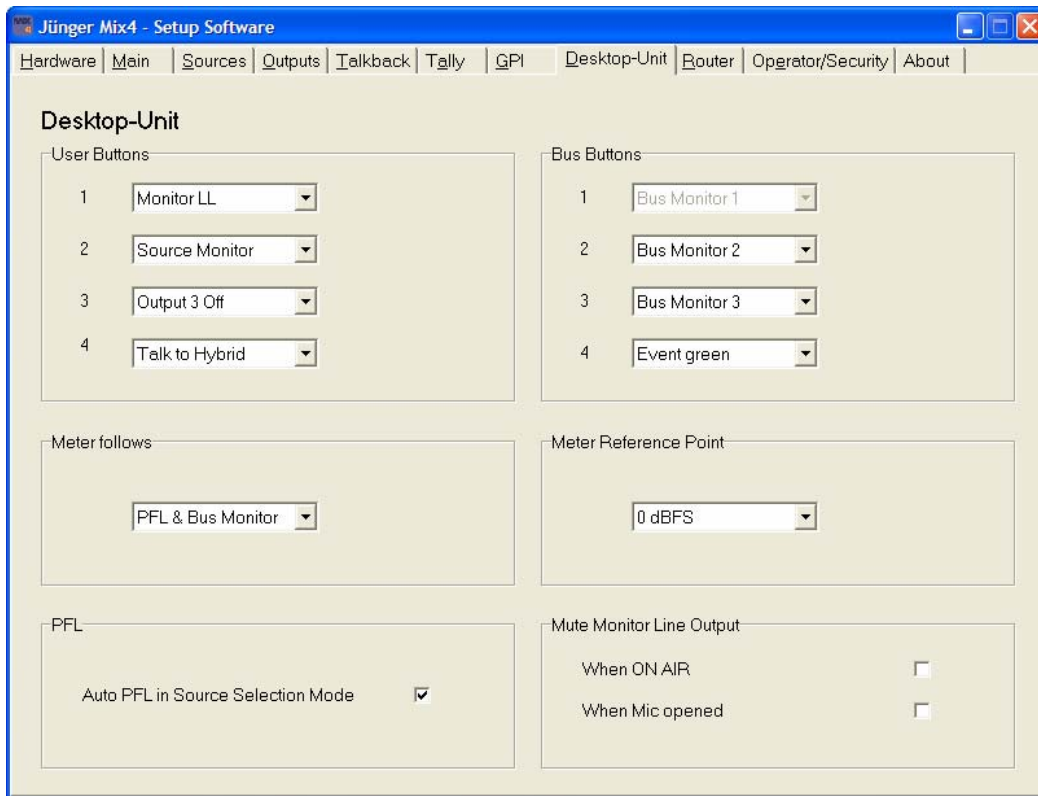 Jünger Mix4 - Setup Software
Hardware Main Sources Outputs Talkback Tally GPI Desktop-Unit Router Operator/Security About
Desktop-Unit
User Buttons
1 Monitor LL
2 Source Monitor
3 Output 3 Off
4 Talk to Hybrid
Bus Buttons
1 Bus Monitor 1
2 Bus Monitor 2
3 Bus Monitor 3
4 Event green
Meter follows
PFL & Bus Monitor
Meter Reference Point
0 dBFS
PFL
Auto PFL in Source Selection Mode
Mute Monitor Line Output
When ON AIR
When Mic opened